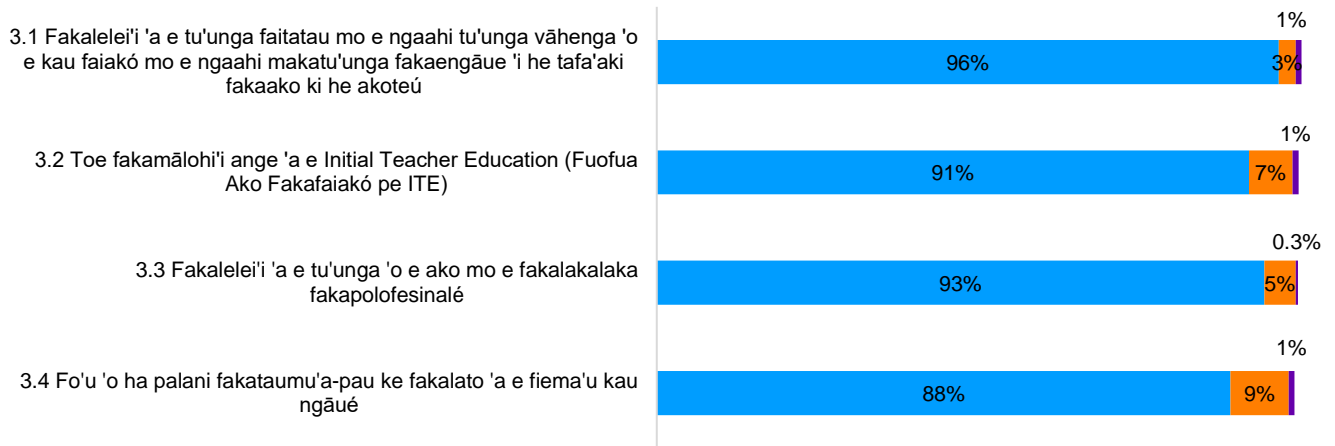 1%
3.1 Fakalelei'i 'a e tu'unga faitatau mo e ngaahi tu'unga vāhenga 'o
e kau faiakó mo e ngaahi makatu'unga fakaengāue 'i he tafa'aki
fakaako ki he akoteú
96%
3%
1%
3.2 Toe fakamālohi'i ange 'a e Initial Teacher Education (Fuofua
Ako Fakafaiakó pe ITE)
91%
7%
0.3%
3.3 Fakalelei'i 'a e tu'unga 'o e ako mo e fakalakalaka
fakapolofesinalé
93%
5%
1%
3.4 Fo'u 'o ha palani fakataumu'a-pau ke fakalato 'a e fiema'u kau
ngāué
88%
9%